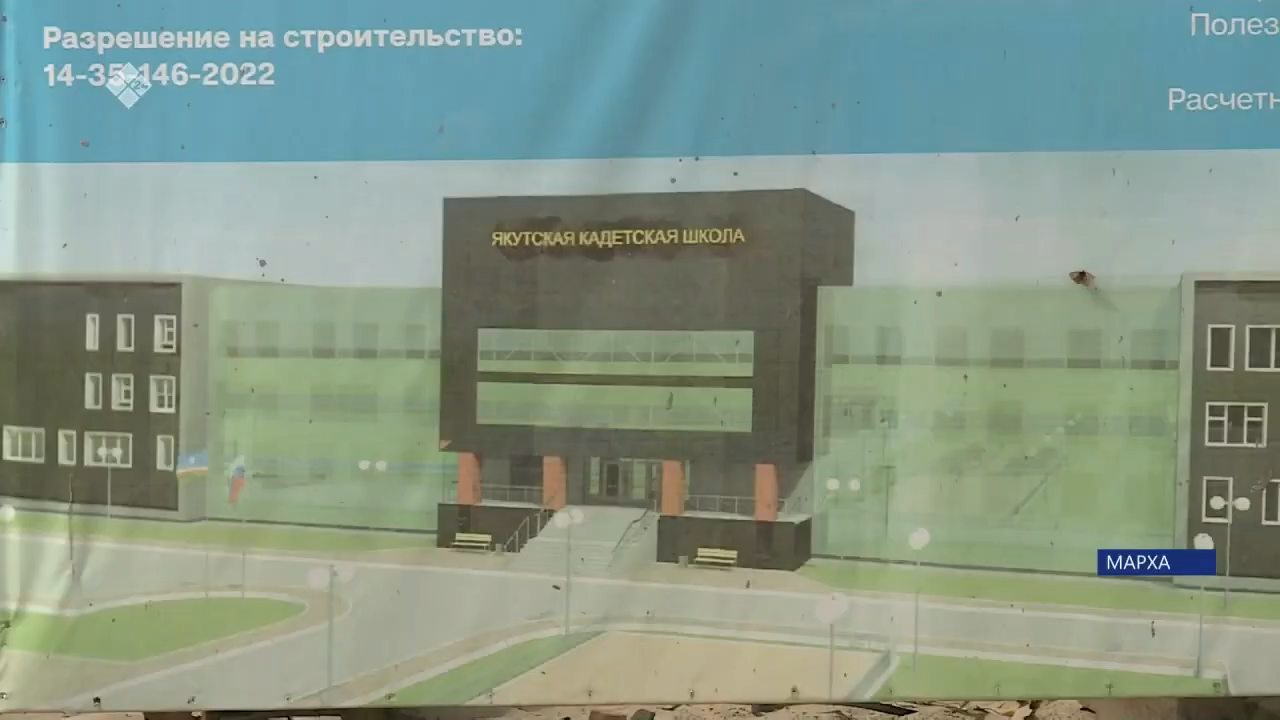 Разрешение на строительство:
14-35-146-2022
Полез
Расчетн
ЯКУТСКАЯ КАДЕТСКАЯ ШКОЛА
МАРХА